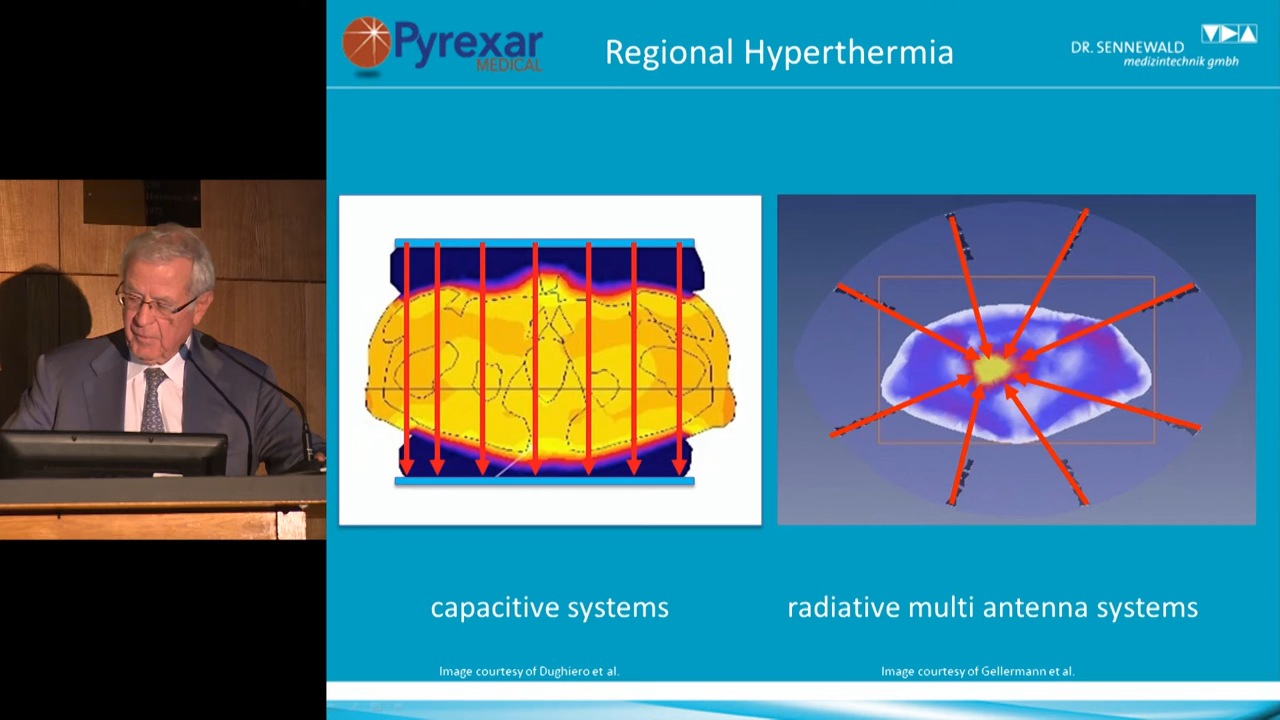 Pyrexar
MEDICAL
Regional Hyperthermia
DR. SENNEWALD
medizintechnik gmbh
capacitive systems
radiative multi antenna systems
Image courtesy of Dughiero et al.
Image courtesy of Gellermann et al.